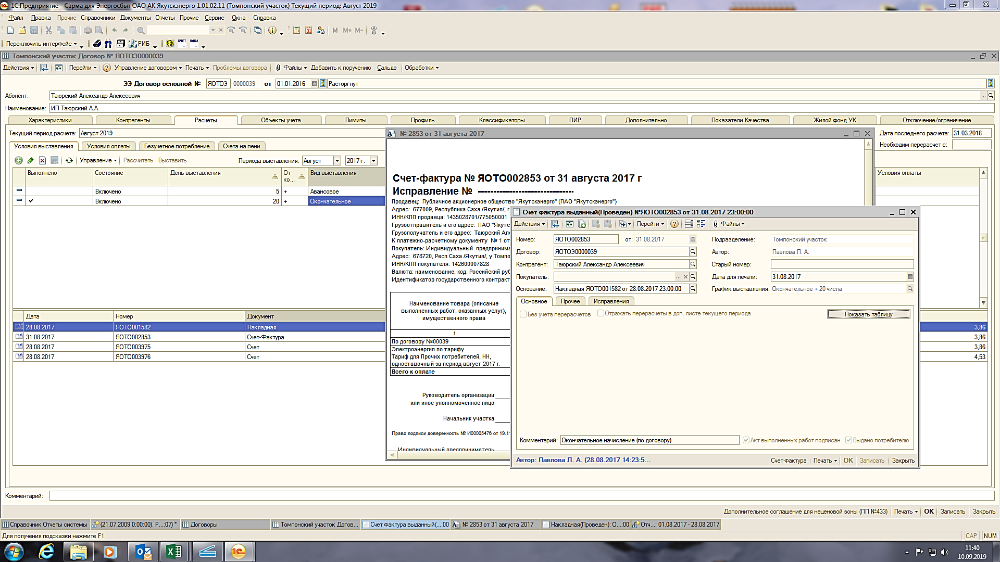 1С:Предприятие - Сарма для Энергосбыт ОАО АК Якутскэнерго 1.01.02.11 (Томпонский участок) Текущий период: Август 2019
Файл Правка Прочие Справочники Документы Отчеты Прочие Сервис Окна Справка
M M+ M-
Переключить интерфейс РИБ СЧЕТ НАКЛ
Томпонский участок Договор № ЯОТОЭ0000039
Действия Перейти Управление договором Печать Проблемы договора Файлы Добавить к поручению Сальдо Обработки
ЭЭ Договор основной № ЯОТОЭ 0000039 от 01.01.2016 Расторгнут
Абонент: Таюрский Александр Алексеевич
Наименование: ИП Таюрский А.А.
Характеристики Контрагенты Расчеты Объекты учета Лимиты Профиль Классификаторы ПИР Дополнительно Показатели Качества Жилой фонд УК Отключение/ограничение
Текущий период расчета: Август 2019
Дата последнего расчета: 31.03.2018
Необходим перерасчет с:
Условия выставления Условия оплаты Безучетное потребление Счета на пени
Управление Рассчитать Выставить Периода выставления: Август 2017 г.
Выполнено Состояние День выставления От ко... Вид выставления Условия оплаты
Включено 5 + Авансовое
Включено 20 + Окончательное
Дата Номер Документ
28.08.2017 ЯОТО001582 Накладная 3,86
31.08.2017 ЯОТО002853 Счет-Фактура 3,86
28.08.2017 ЯОТО003975 Счет 3,86
28.08.2017 ЯОТО003976 Счет 4,53
№ 2853 от 31 августа 2017
Счет-фактура № ЯОТО002853 от 31 августа 2017 г
Исправление № ------------------------------
Продавец: Публичное акционерное общество "Якутскэнерго" (ПАО "Якутскэнерго")
Адрес: 677009, Республика Саха /Якутия/, г
ИНН/КПП продавца: 1435028701/775050001
Грузоотправитель и его адрес: ПАО "Якутс
Грузополучатель и его адрес: Таюрский Ал
К платежно-расчетному документу № 1 от
Покупатель: Индивидуальный предпринима
Адрес: 678720, Респ Саха /Якутия/, у Томпо
ИНН/КПП покупателя: 142600007828
Валюта: наименование, код: Российский руб
Идентификатор государственного контракт
Наименование товара (описание
выполненных работ, оказанных услуг),
имущественного права
1
По договору №00039
Электроэнергия по тарифу
Тариф для Прочих потребителей, НН,
одноставочный за период август 2017 г.
Всего к оплате
Руководитель организации
или иное уполномоченное лицо
Начальник участка
Право подписи доверенность № И00005476 от 19.1
Индивидуальный предприниматель
Счет фактура выданный(Проведен) №ЯОТО002853 от 31.08.2017 23:00:00
Действия Перейти Файлы
Номер: ЯОТО002853 от: 31.08.2017 Подразделение: Томпонский участок
Договор: ЯОТОЭ0000039 Автор: Павлова Л. А.
Контрагент: Таюрский Александр Алексеевич Старый номер:
Покупатель: Дата для печати: 31.08.2017
Основание: Накладная ЯОТО001582 от 28.08.2017 23:00:00 График выставления: Окончательное + 20 числа
Основное Прочее Исправления
Без учета перерасчетов Отражать перерасчеты в доп. листе текущего периода Показать таблицу
Комментарий: Окончательное начисление (по договору) Акт выполненных работ подписан Выдано потребителю
Автор: Павлова Л. А. (28.08.2017 14:23:5... Счет-фактура Печать OK Записать Закрыть
Комментарий:
Дополнительное соглашение для неценовой зоны (ПП №433) Печать OK Записать Закрыть
Справочник Отчеты системы (21.07.2009 0:00:00). Р...:07) * Договоры Томпонский участок Догов... Счет фактура выданный(...:00 № 2853 от 31 августа 2017 Накладная(Проведен): О...:00 Отч...: 01.08.2017 - 28.08.2017
Для получения подсказки нажмите F1 CAP NUM
11:40
10.09.2019